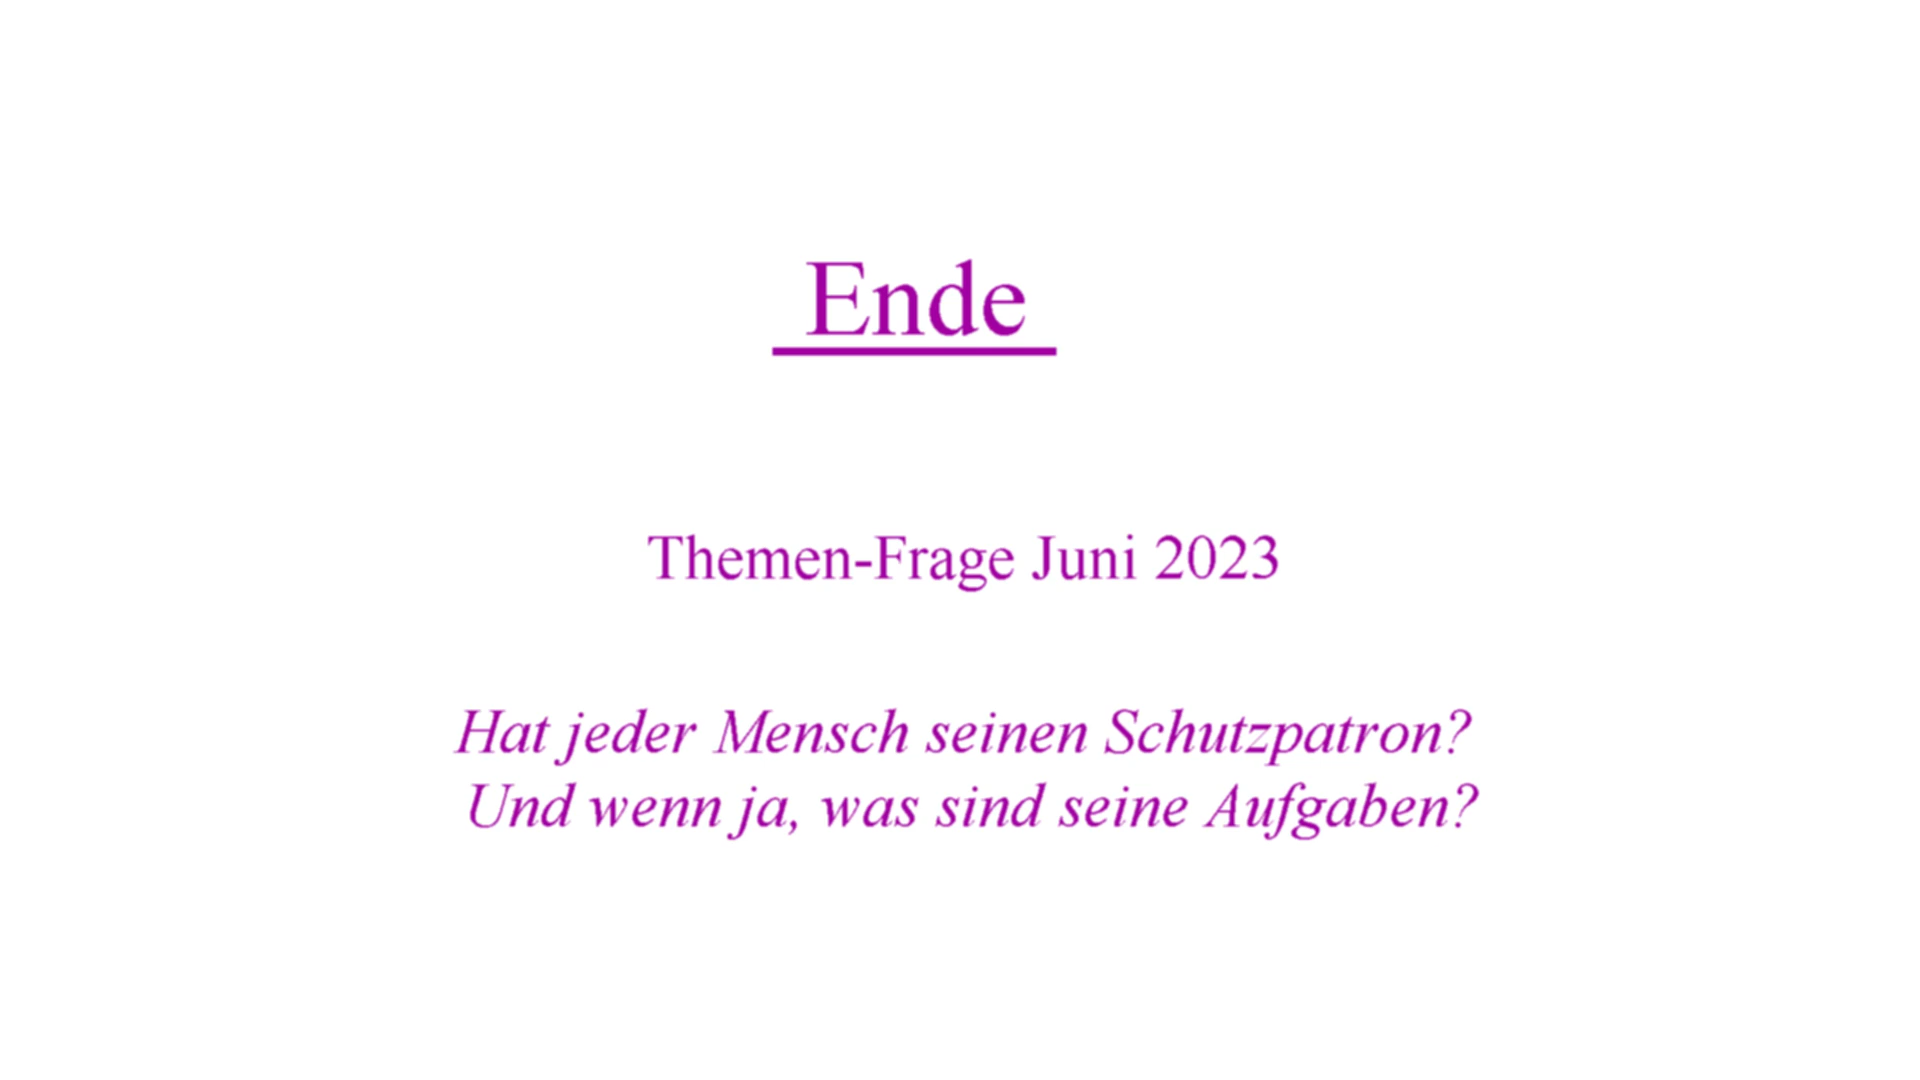 Ende
Themen-Frage Juni 2023
Hat jeder Mensch seinen Schutzpatron?
Und wenn ja, was sind seine Aufgaben?